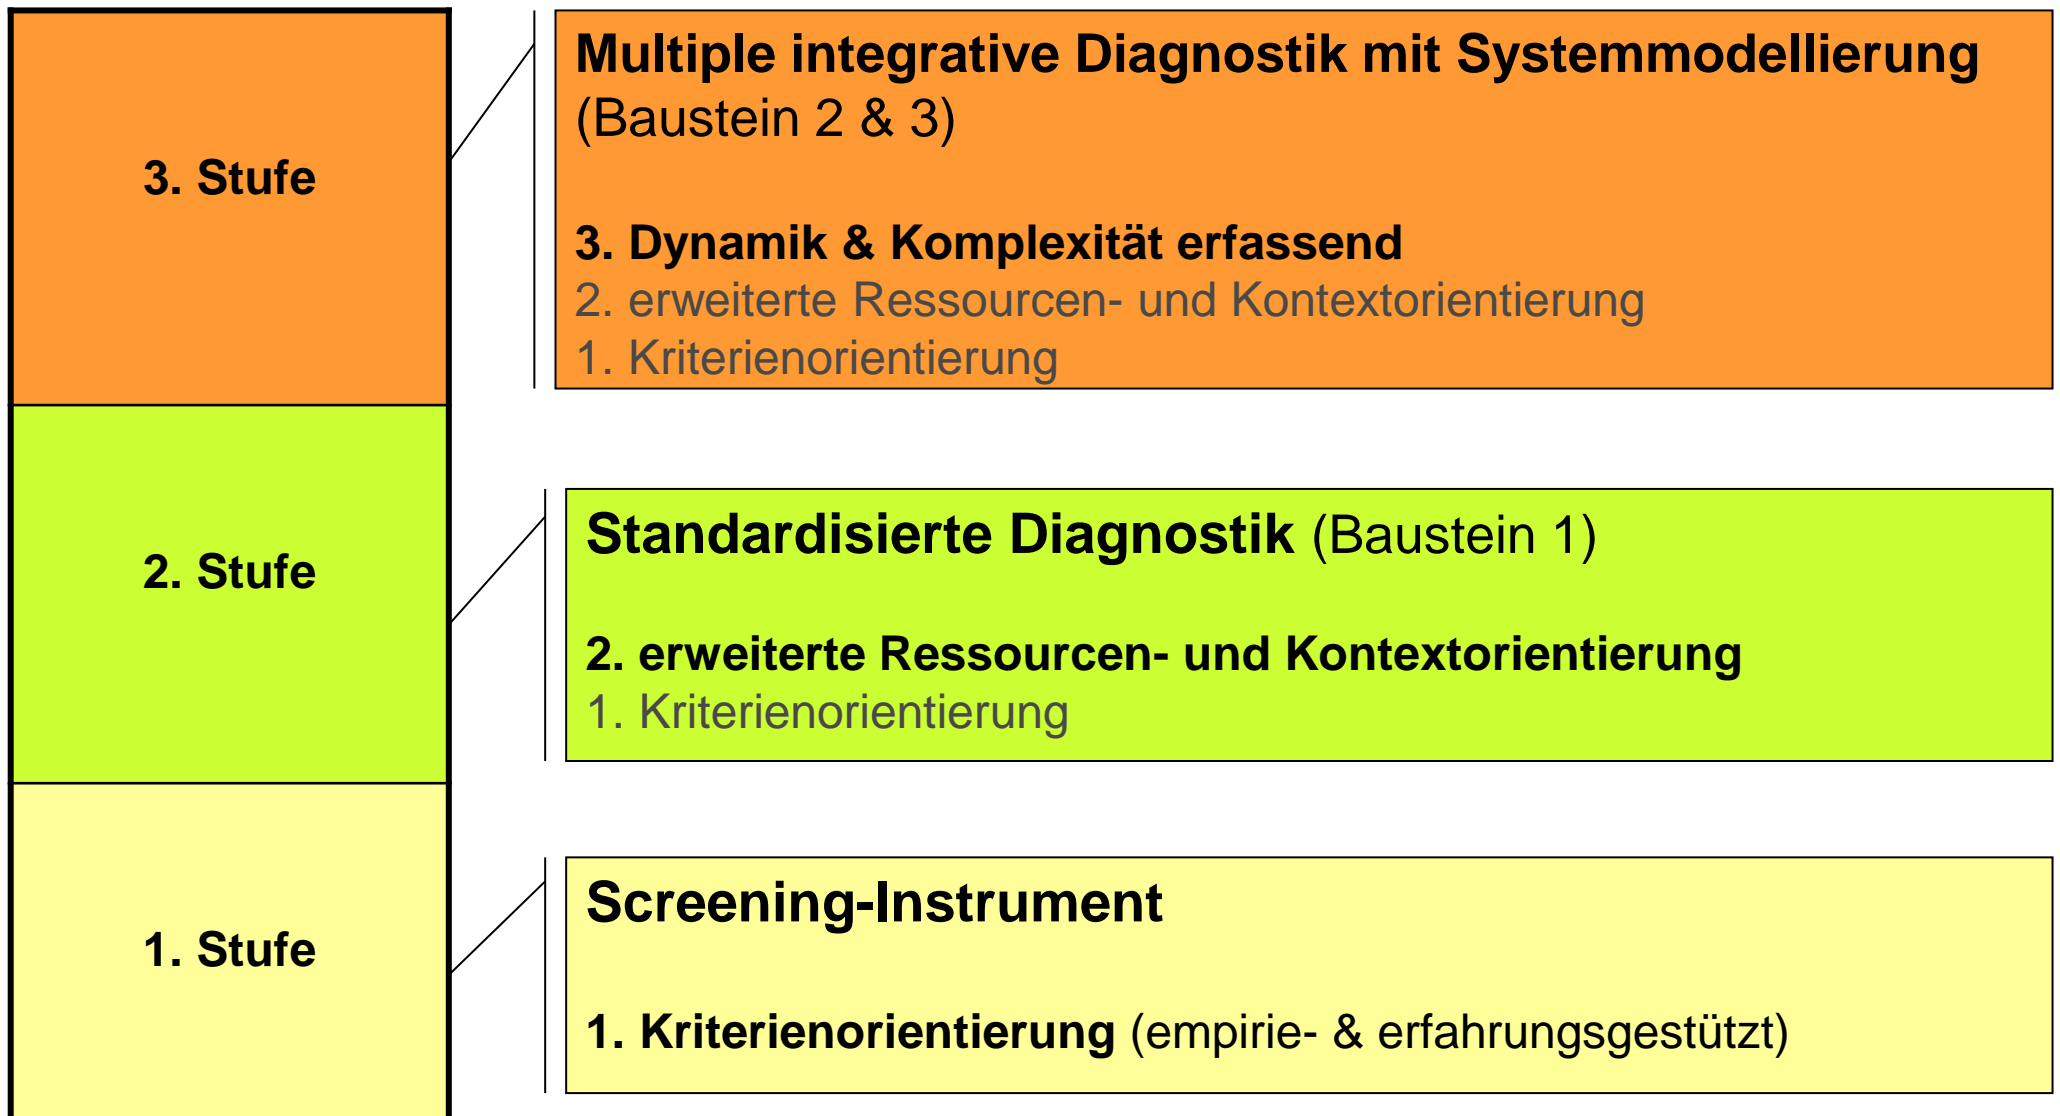 3. Stufe
Multiple integrative Diagnostik mit Systemmodellierung
(Baustein 2 & 3)
3. Dynamik & Komplexität erfassend
2. erweiterte Ressourcen- und Kontextorientierung
1. Kriterienorientierung
2. Stufe
Standardisierte Diagnostik (Baustein 1)
2. erweiterte Ressourcen- und Kontextorientierung
1. Kriterienorientierung
1. Stufe
Screening-Instrument
1. Kriterienorientierung (empirie- & erfahrungsgestützt)